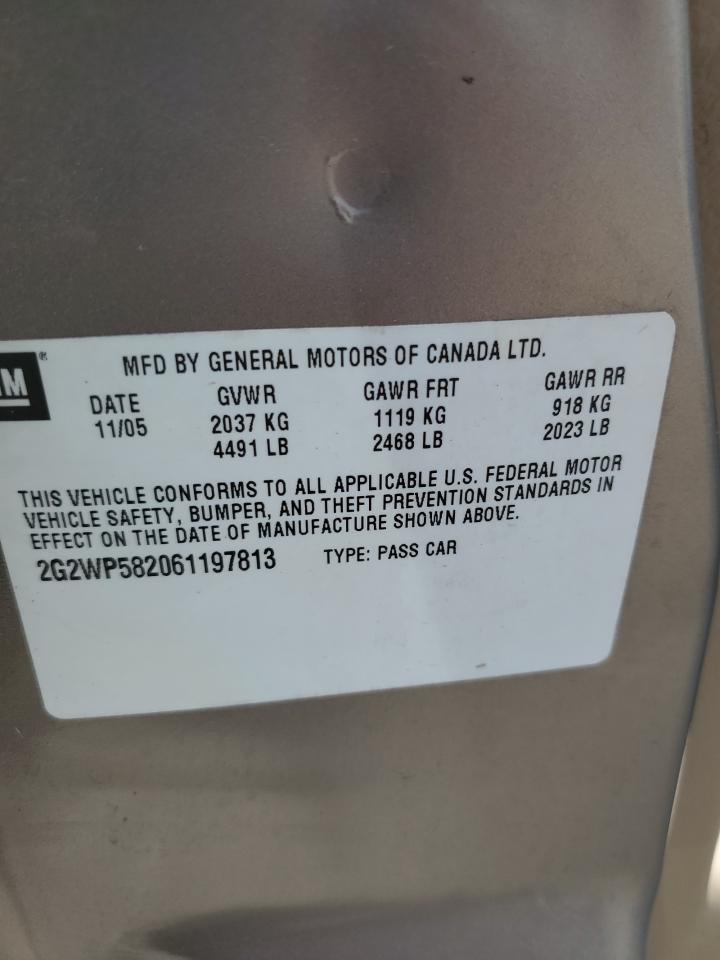 GM®
MFD BY GENERAL MOTORS OF CANADA LTD.
DATE GVWR GAWR FRT GAWR RR
11/05 2037 KG 1119 KG 918 KG
4491 LB 2468 LB 2023 LB
THIS VEHICLE CONFORMS TO ALL APPLICABLE U.S. FEDERAL MOTOR
VEHICLE SAFETY, BUMPER, AND THEFT PREVENTION STANDARDS IN
EFFECT ON THE DATE OF MANUFACTURE SHOWN ABOVE.
2G2WP582061197813 TYPE: PASS CAR